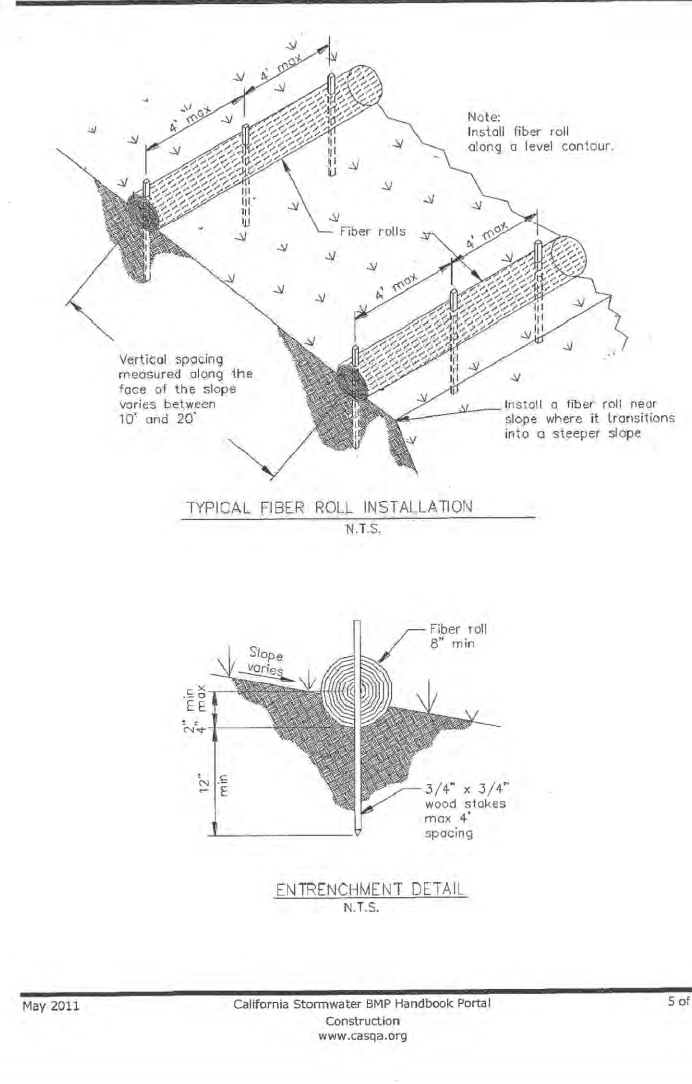 4' max
4' max
Note:
Install fiber roll
along a level contour.
Fiber rolls
4' max
4' max
Vertical spacing
measured along the
face of the slope
varies between
10' and 20'
Install a fiber roll near
slope where it transitions
into a steeper slope
TYPICAL FIBER ROLL INSTALLATION
N.T.S.
Fiber roll
8" min
Slope
varies
2" min
4" max
12"
min
3/4" x 3/4"
wood stakes
max 4'
spacing
ENTRENCHMENT DETAIL
N.T.S.
May 2011
California Stormwater BMP Handbook Portal
5 of
Construction
www.casqa.org